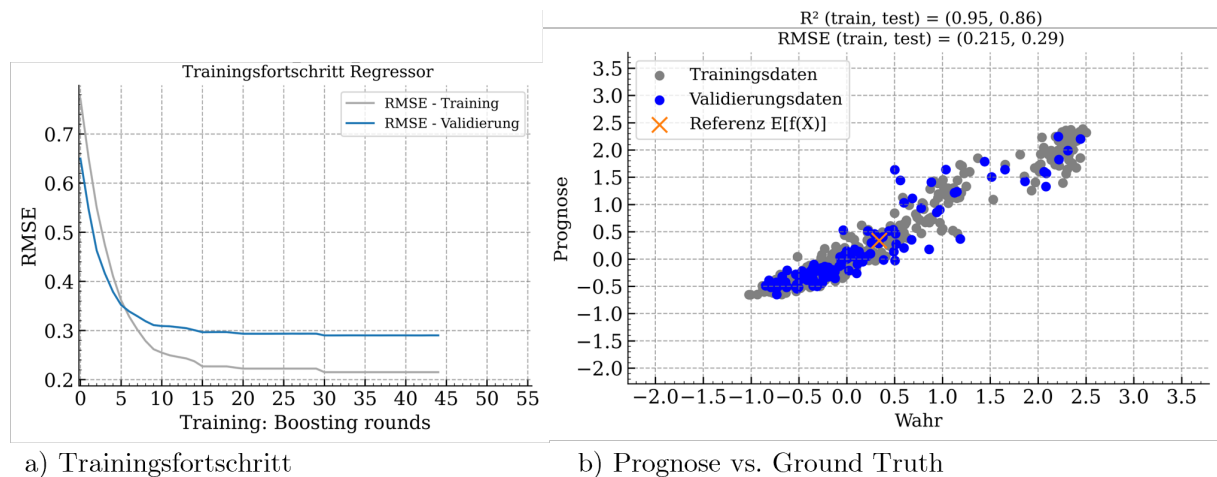 Trainingsfortschritt Regressor
RMSE - Training
RMSE - Validierung
RMSE
0.7
0.6
0.5
0.4
0.3
0.2
0 5 10 15 20 25 30 35 40 45 50 55
Training: Boosting rounds
a) Trainingsfortschritt
R² (train, test) = (0.95, 0.86)
RMSE (train, test) = (0.215, 0.29)
Trainingsdaten
Validierungsdaten
Referenz E[f(X)]
Prognose
3.5
3.0
2.5
2.0
1.5
1.0
0.5
0.0
−0.5
−1.0
−1.5
−2.0
−2.0 −1.5 −1.0 −0.5 0.0 0.5 1.0 1.5 2.0 2.5 3.0 3.5
Wahr
b) Prognose vs. Ground Truth